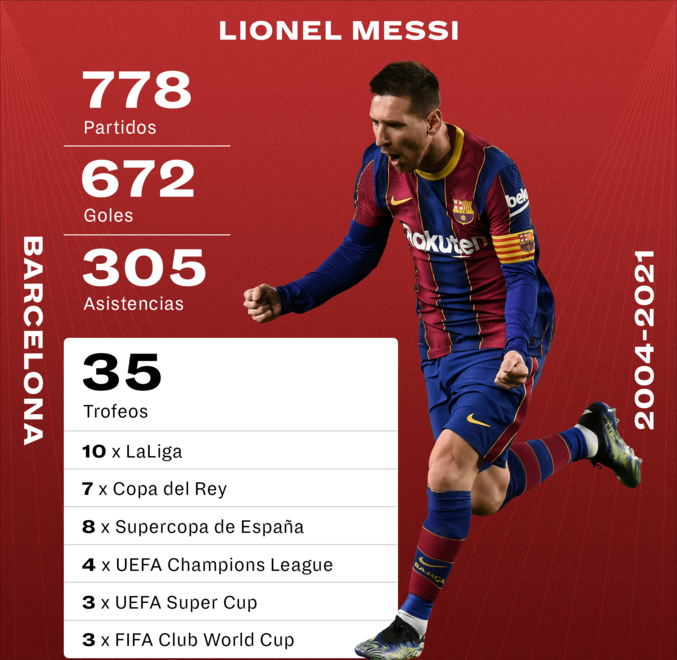 LIONEL MESSI
778
Partidos
672
Goles
305
Asistencias
BARCELONA
2004-2021
35
Trofeos
10 x LaLiga
7 x Copa del Rey
8 x Supercopa de España
4 x UEFA Champions League
3 x UEFA Super Cup
3 x FIFA Club World Cup
beko
Rakuten
BARÇA